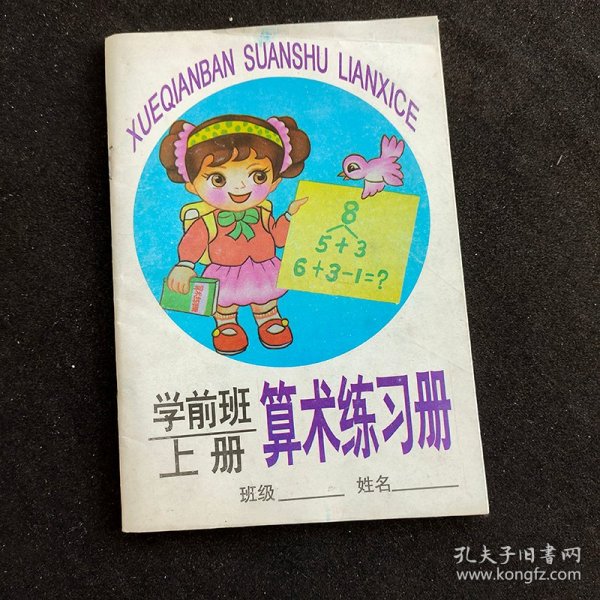 XUEQIANBAN SUANSHU LIANXICE
8
5+3
6+3-1=?
学前班
上册
算术练习册
班级
姓名
孔夫子旧书网
www.kongfz.com